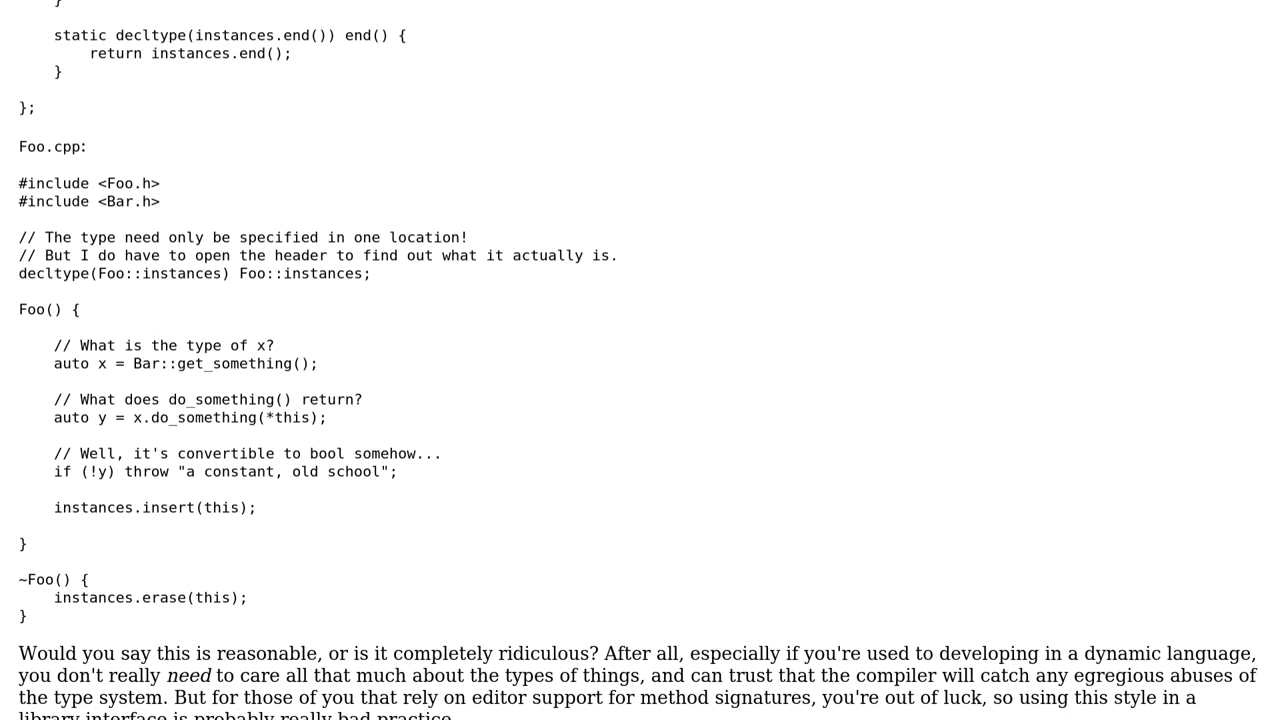 }
static decltype(instances.end()) end() {
return instances.end();
}
};
Foo.cpp:
#include <Foo.h>
#include <Bar.h>
// The type need only be specified in one location!
// But I do have to open the header to find out what it actually is.
decltype(Foo::instances) Foo::instances;
Foo() {
// What is the type of x?
auto x = Bar::get_something();
// What does do_something() return?
auto y = x.do_something(*this);
// Well, it's convertible to bool somehow...
if (!y) throw "a constant, old school";
instances.insert(this);
}
~Foo() {
instances.erase(this);
}
Would you say this is reasonable, or is it completely ridiculous? After all, especially if you're used to developing in a dynamic language,
you don't really need to care all that much about the types of things, and can trust that the compiler will catch any egregious abuses of
the type system. But for those of you that rely on editor support for method signatures, you're out of luck, so using this style in a
library interface is probably really bad practice.